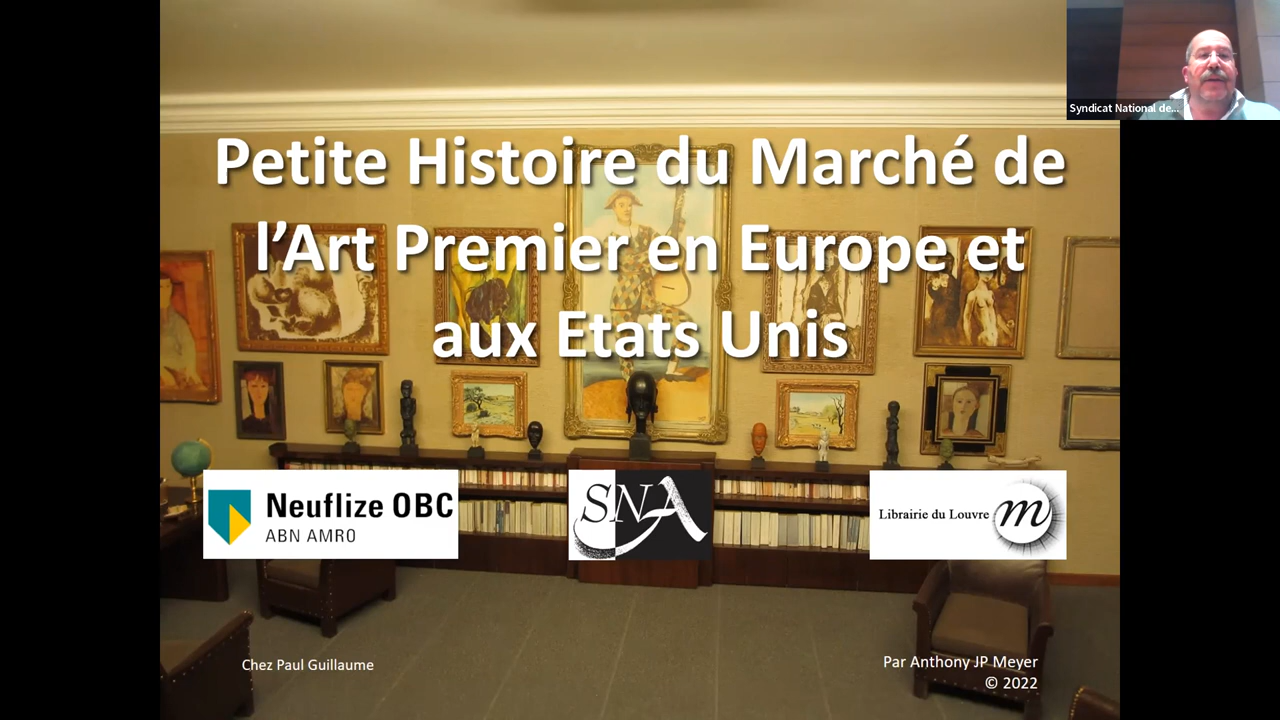 Syndicat National de...
Petite Histoire du Marché de
l’Art Premier en Europe et
aux Etats Unis
Neuflize OBC
ABN AMRO
SNA
Librairie du Louvre m
Chez Paul Guillaume
Par Anthony JP Meyer
© 2022